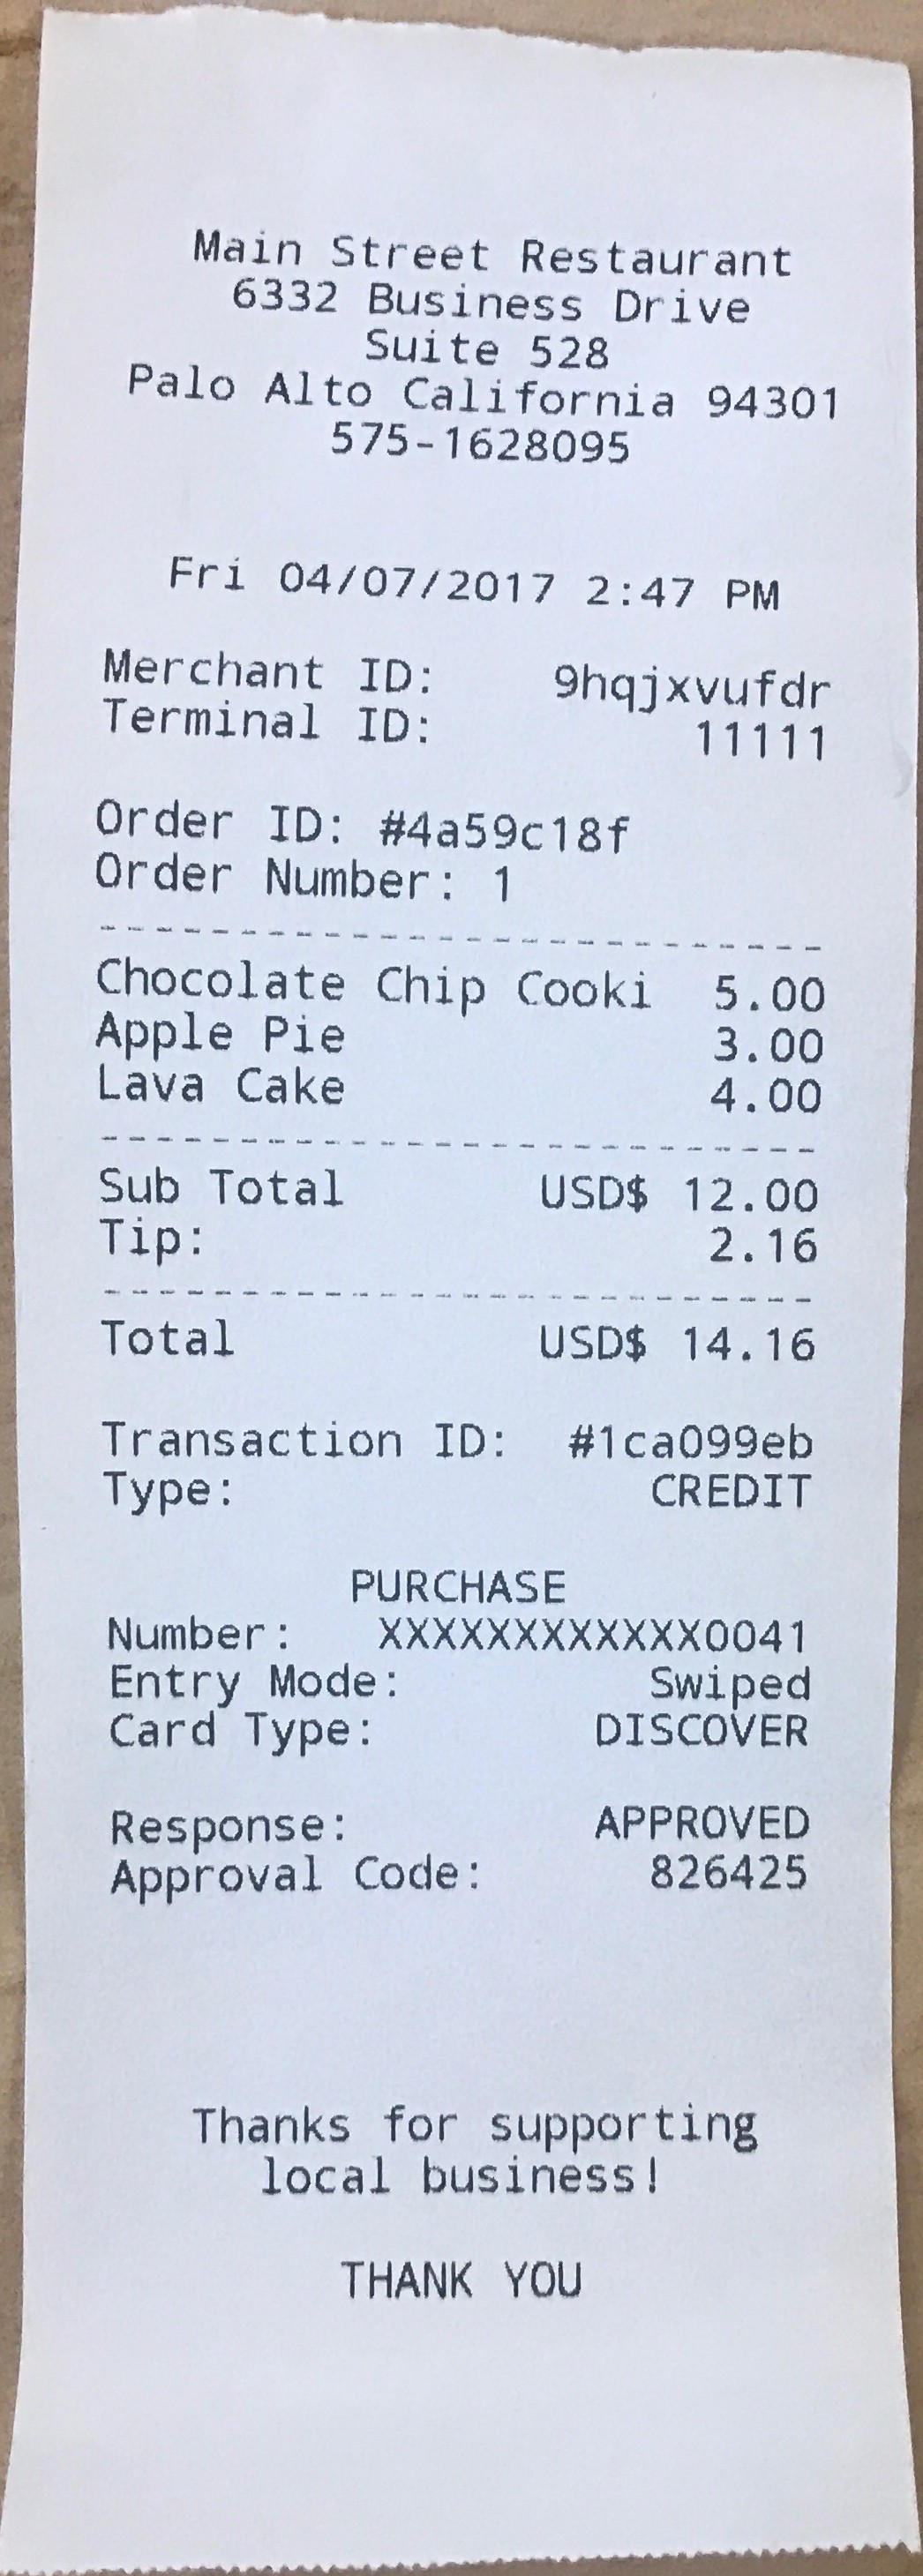 Main Street Restaurant
6332 Business Drive
Suite 528
Palo Alto California 94301
575-1628095
Fri 04/07/2017 2:47 PM
Merchant ID: 9hqjxvufdr
Terminal ID: 11111
Order ID: #4a59c18f
Order Number: 1
Chocolate Chip Cooki 5.00
Apple Pie 3.00
Lava Cake 4.00
Sub Total USD$ 12.00
Tip: 2.16
Total USD$ 14.16
Transaction ID: #1ca099eb
Type: CREDIT
PURCHASE
Number: XXXXXXXXXXXX0041
Entry Mode: Swiped
Card Type: DISCOVER
Response: APPROVED
Approval Code: 826425
Thanks for supporting
local business!
THANK YOU